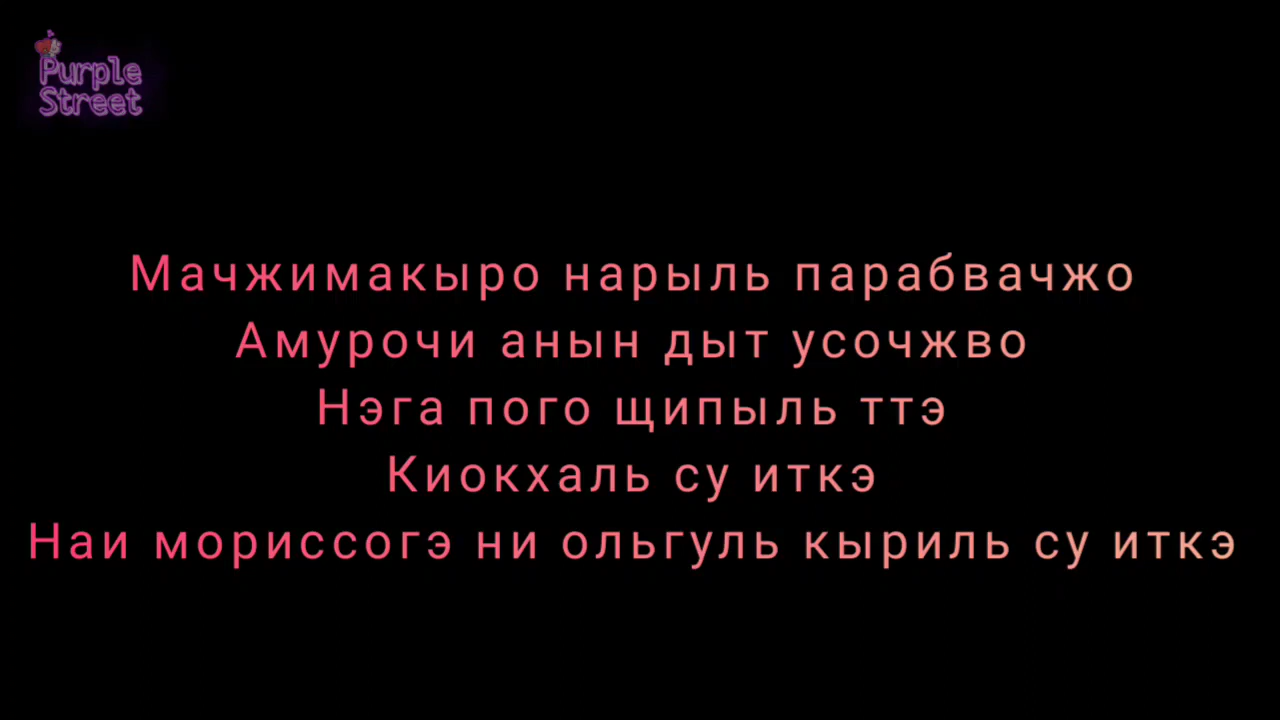 Purple
Street
Мачжимакыро нарыль парабвачжо
Амурочи анын дыт усочжво
Нэга пого щипыль ттэ
Киокхаль су иткэ
Наи мориссогэ ни ольгуль кыриль су иткэ